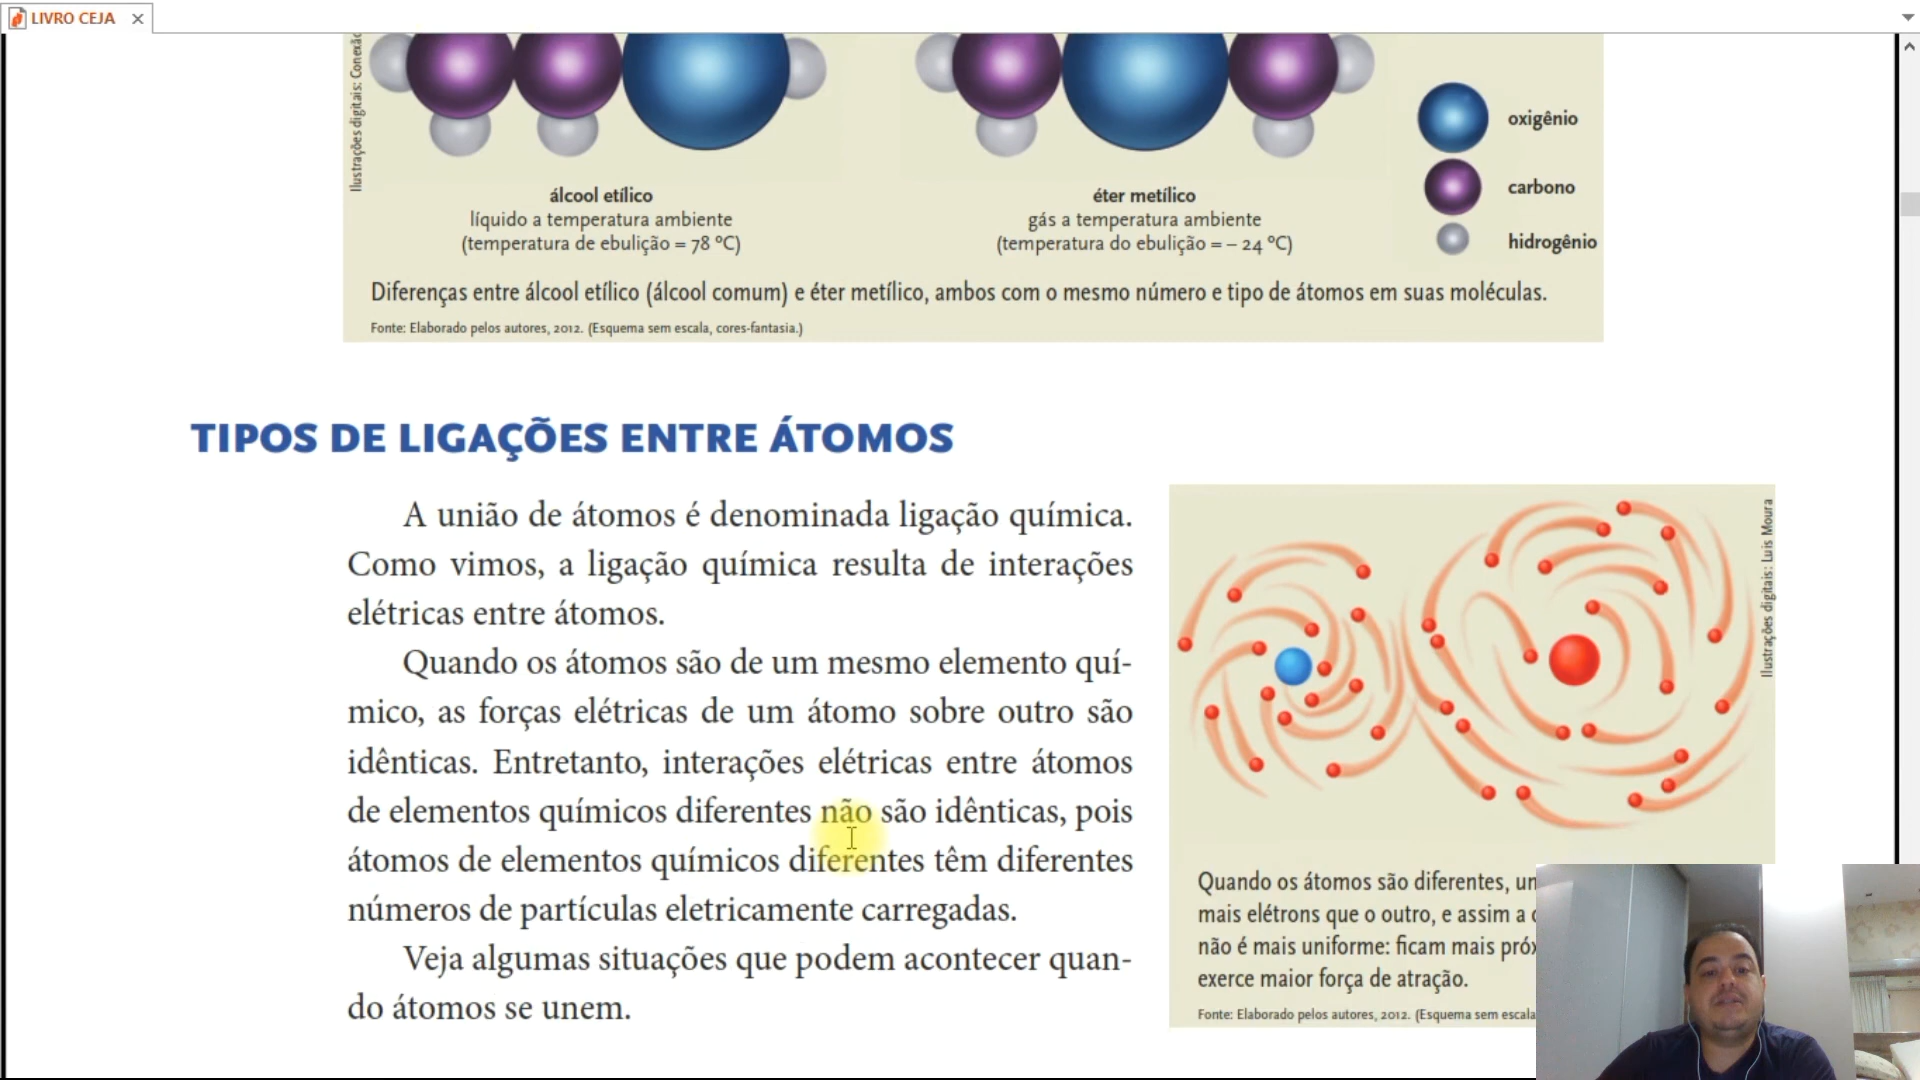 LIVRO CEJA
Ilustrações digitais:
álcool etílico
líquido a temperatura ambiente
(temperatura de ebulição = 78 ºC)
éter metílico
gás a temperatura ambiente
(temperatura do ebulição = – 24 ºC)
oxigênio
carbono
hidrogênio
Diferenças entre álcool etílico (álcool comum) e éter metílico, ambos com o mesmo número e tipo de átomos em suas moléculas.
Fonte: Elaborado pelos autores, 2012. (Esquema sem escala, cores-fantasia.)
TIPOS DE LIGAÇÕES ENTRE ÁTOMOS
A união de átomos é denominada ligação química.
Como vimos, a ligação química resulta de interações
elétricas entre átomos.
Quando os átomos são de um mesmo elemento quí-
mico, as forças elétricas de um átomo sobre outro são
idênticas. Entretanto, interações elétricas entre átomos
de elementos químicos diferentes não são idênticas, pois
átomos de elementos químicos diferentes têm diferentes
números de partículas eletricamente carregadas.
Veja algumas situações que podem acontecer quan-
do átomos se unem.
Ilustrações digitais: Luis Moura
Quando os átomos são diferentes,
mais elétrons que o outro, e assim a
não é mais uniforme: ficam mais
exerce maior força de atração.
Fonte: Elaborado pelos autores, 2012. (Esquema sem escala